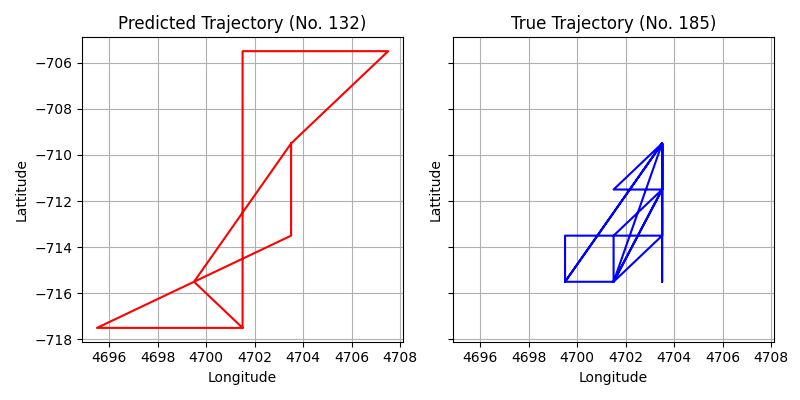 Predicted Trajectory (No. 132)
True Trajectory (No. 185)
−706
−708
−710
−712
−714
−716
−718
Lattitude
Lattitude
4696 4698 4700 4702 4704 4706 4708
4696 4698 4700 4702 4704 4706 4708
Longitude
Longitude